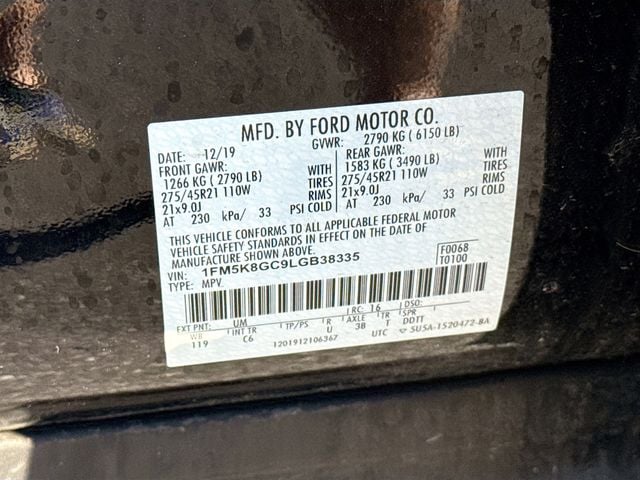 MFD. BY FORD MOTOR CO.
DATE: 12/19 GVWR: 2790 KG ( 6150 LB)
FRONT GAWR: REAR GAWR:
1266 KG ( 2790 LB) WITH 1583 KG ( 3490 LB) WITH
275/45R21 110W TIRES 275/45R21 110W TIRES
21x9.0J RIMS 21x9.0J RIMS
AT 230 kPa/ 33 PSI COLD AT 230 kPa/ 33 PSI COLD
THIS VEHICLE CONFORMS TO ALL APPLICABLE FEDERAL MOTOR
VEHICLE SAFETY STANDARDS IN EFFECT ON THE DATE OF
MANUFACTURE SHOWN ABOVE.
VIN: 1FM5K8GC9LGB38335 F0068
TYPE: MPV T0100
EXT PNT: UM RC: 16 DSO:
WB INT TR TP/PS R AXLE TR SPR
119 C6 U 3B T DDTT
1201912106367 UTC 5U5A-1520472-BA